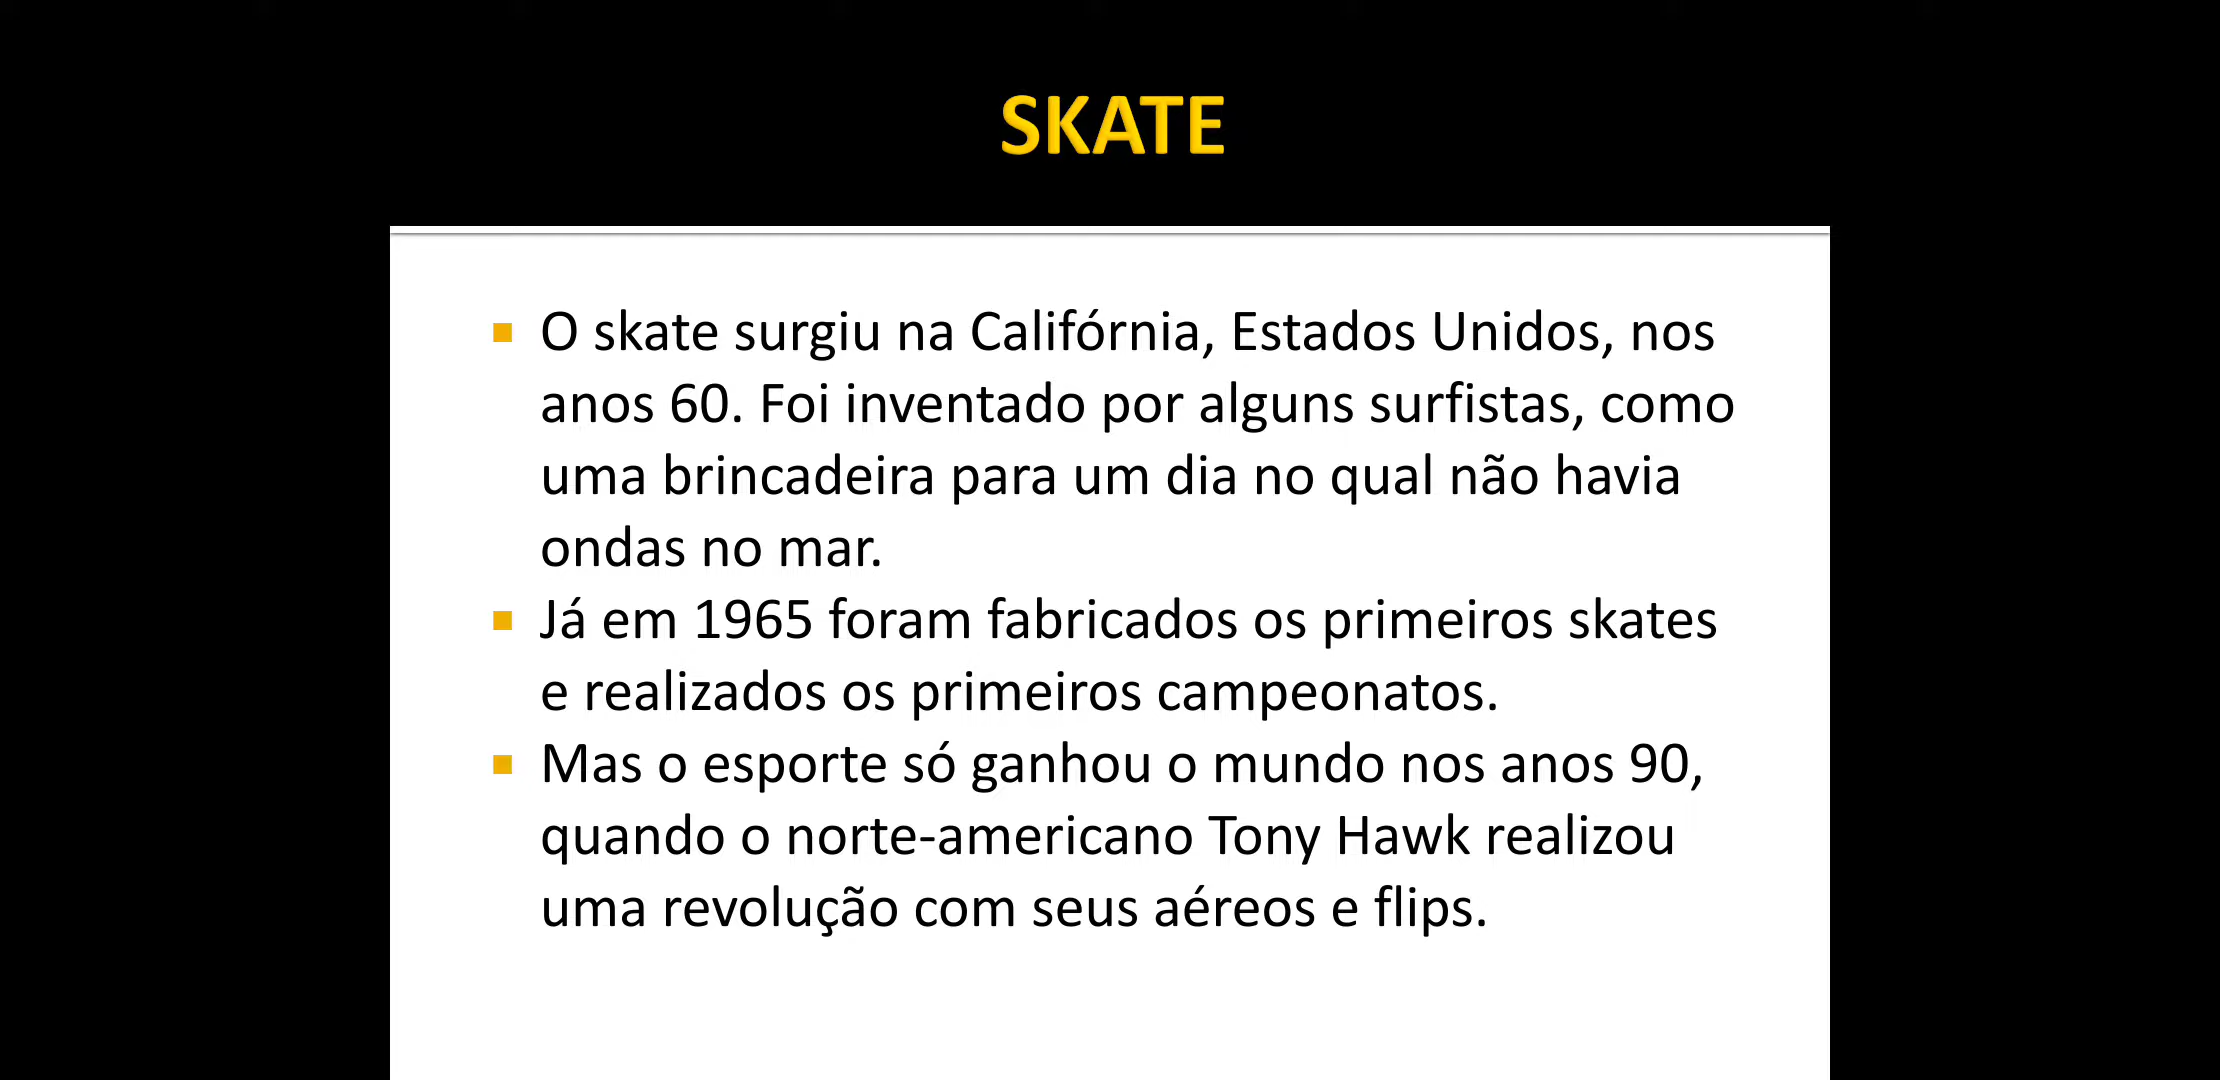 SKATE
O skate surgiu na Califórnia, Estados Unidos, nos
anos 60. Foi inventado por alguns surfistas, como
uma brincadeira para um dia no qual não havia
ondas no mar.
Já em 1965 foram fabricados os primeiros skates
e realizados os primeiros campeonatos.
Mas o esporte só ganhou o mundo nos anos 90,
quando o norte-americano Tony Hawk realizou
uma revolução com seus aéreos e flips.